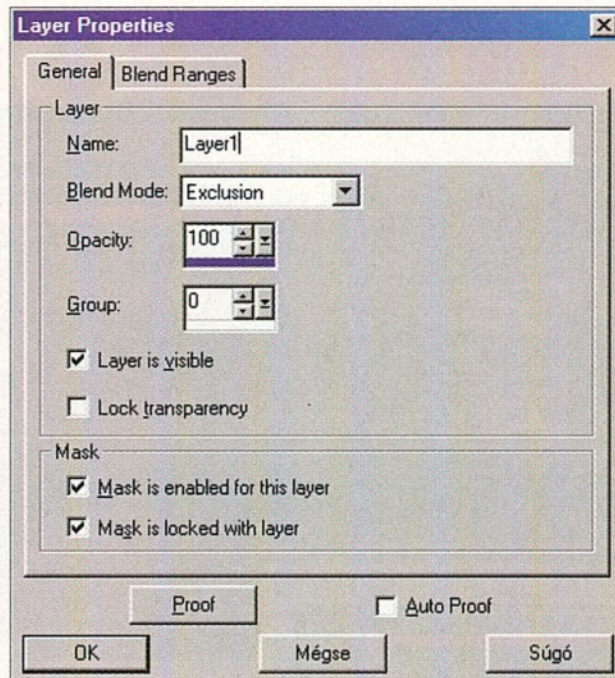 Layer Properties
General Blend Ranges
Layer
Name: Layer1
Blend Mode: Exclusion
Opacity: 100
Group: 0
Layer is visible
Lock transparency
Mask
Mask is enabled for this layer
Mask is locked with layer
Proof Auto Proof
OK Mégse Súgó